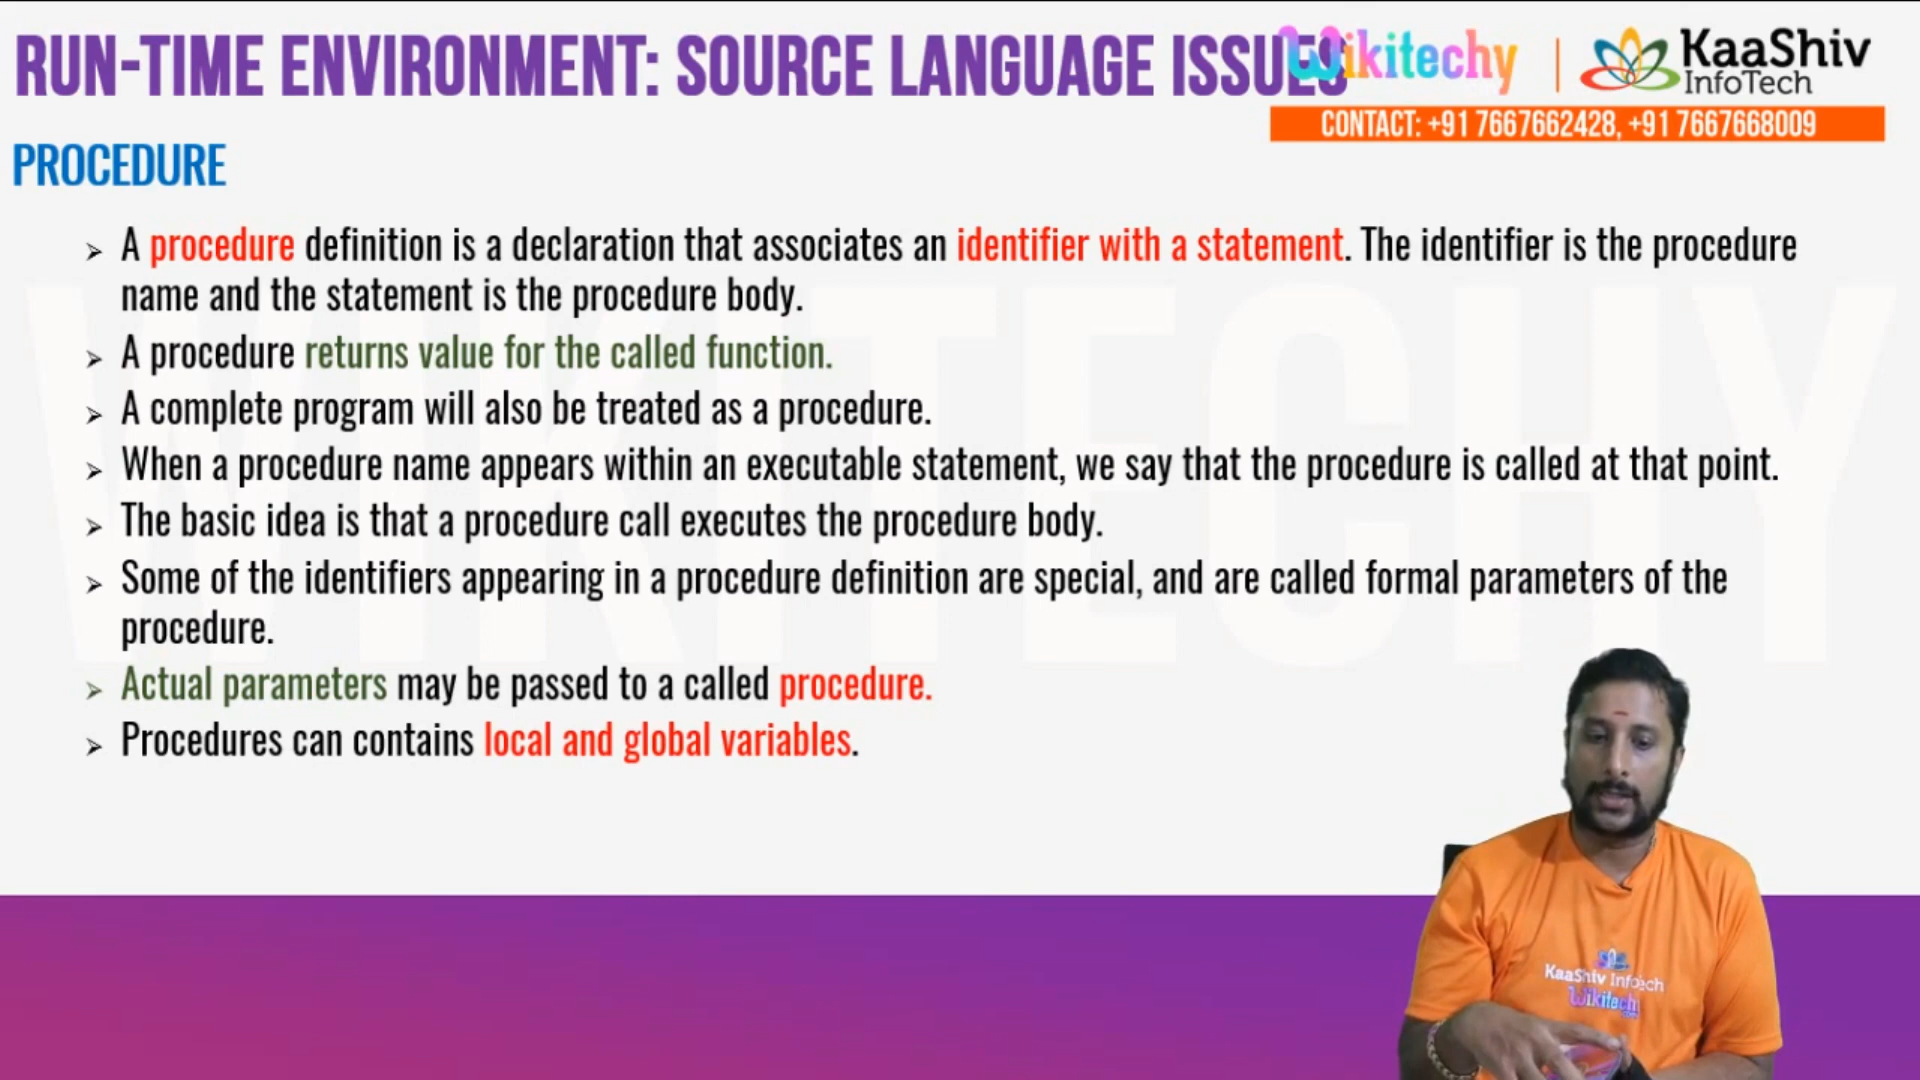 RUN-TIME ENVIRONMENT: SOURCE LANGUAGE ISSUES
Wikitechy
KaaShiv
InfoTech
CONTACT: +91 7667662428, +91 7667668009
PROCEDURE
➢ A procedure definition is a declaration that associates an identifier with a statement. The identifier is the procedure
name and the statement is the procedure body.
➢ A procedure returns value for the called function.
➢ A complete program will also be treated as a procedure.
➢ When a procedure name appears within an executable statement, we say that the procedure is called at that point.
➢ The basic idea is that a procedure call executes the procedure body.
➢ Some of the identifiers appearing in a procedure definition are special, and are called formal parameters of the
procedure.
➢ Actual parameters may be passed to a called procedure.
➢ Procedures can contains local and global variables.
WIKITECHY
KaaShiv InfoTech
Wikitechy